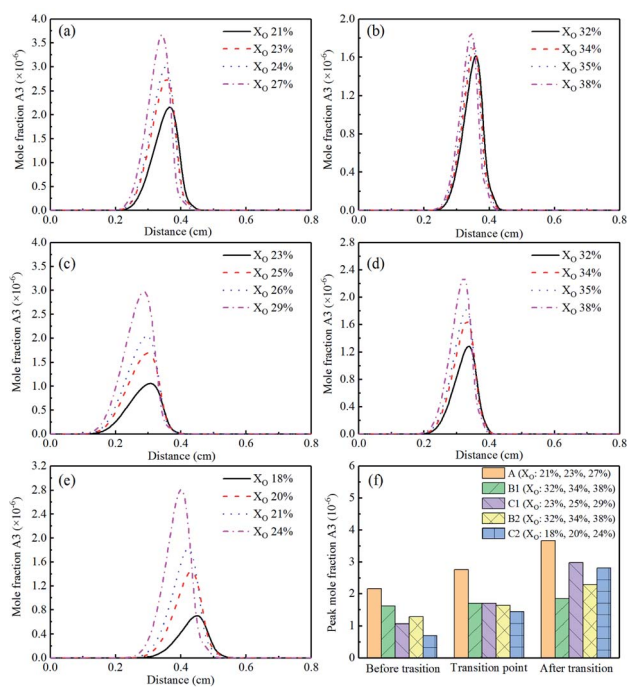 (a)
X_O 21%
X_O 23%
X_O 24%
X_O 27%
Mole fraction A3 (×10⁻⁶)
4.0
3.5
3.0
2.5
2.0
1.5
1.0
0.5
0.0
0.0 0.2 0.4 0.6 0.8
Distance (cm)
(b)
X_O 32%
X_O 34%
X_O 35%
X_O 38%
Mole fraction A3 (×10⁻⁶)
2.0
1.6
1.2
0.8
0.4
0.0
0.0 0.2 0.4 0.6 0.8
Distance (cm)
(c)
X_O 23%
X_O 25%
X_O 26%
X_O 29%
Mole fraction A3 (×10⁻⁶)
4.0
3.5
3.0
2.5
2.0
1.5
1.0
0.5
0.0
0.0 0.2 0.4 0.6 0.8
Distance (cm)
(d)
X_O 32%
X_O 34%
X_O 35%
X_O 38%
Mole fraction A3 (×10⁻⁶)
2.8
2.4
2.0
1.6
1.2
0.8
0.4
0.0
0.0 0.2 0.4 0.6 0.8
Distance (cm)
(e)
X_O 18%
X_O 20%
X_O 21%
X_O 24%
Mole fraction A3 (×10⁻⁶)
3.2
2.8
2.4
2.0
1.6
1.2
0.8
0.4
0.0
0.0 0.2 0.4 0.6 0.8
Distance (cm)
(f)
A (X_O: 21%, 23%, 27%)
B1 (X_O: 32%, 34%, 38%)
C1 (X_O: 23%, 25%, 29%)
B2 (X_O: 32%, 34%, 38%)
C2 (X_O: 18%, 20%, 24%)
Peak mole fraction A3 (10⁻⁶)
6
5
4
3
2
1
0
Before trasition Transition point After transition